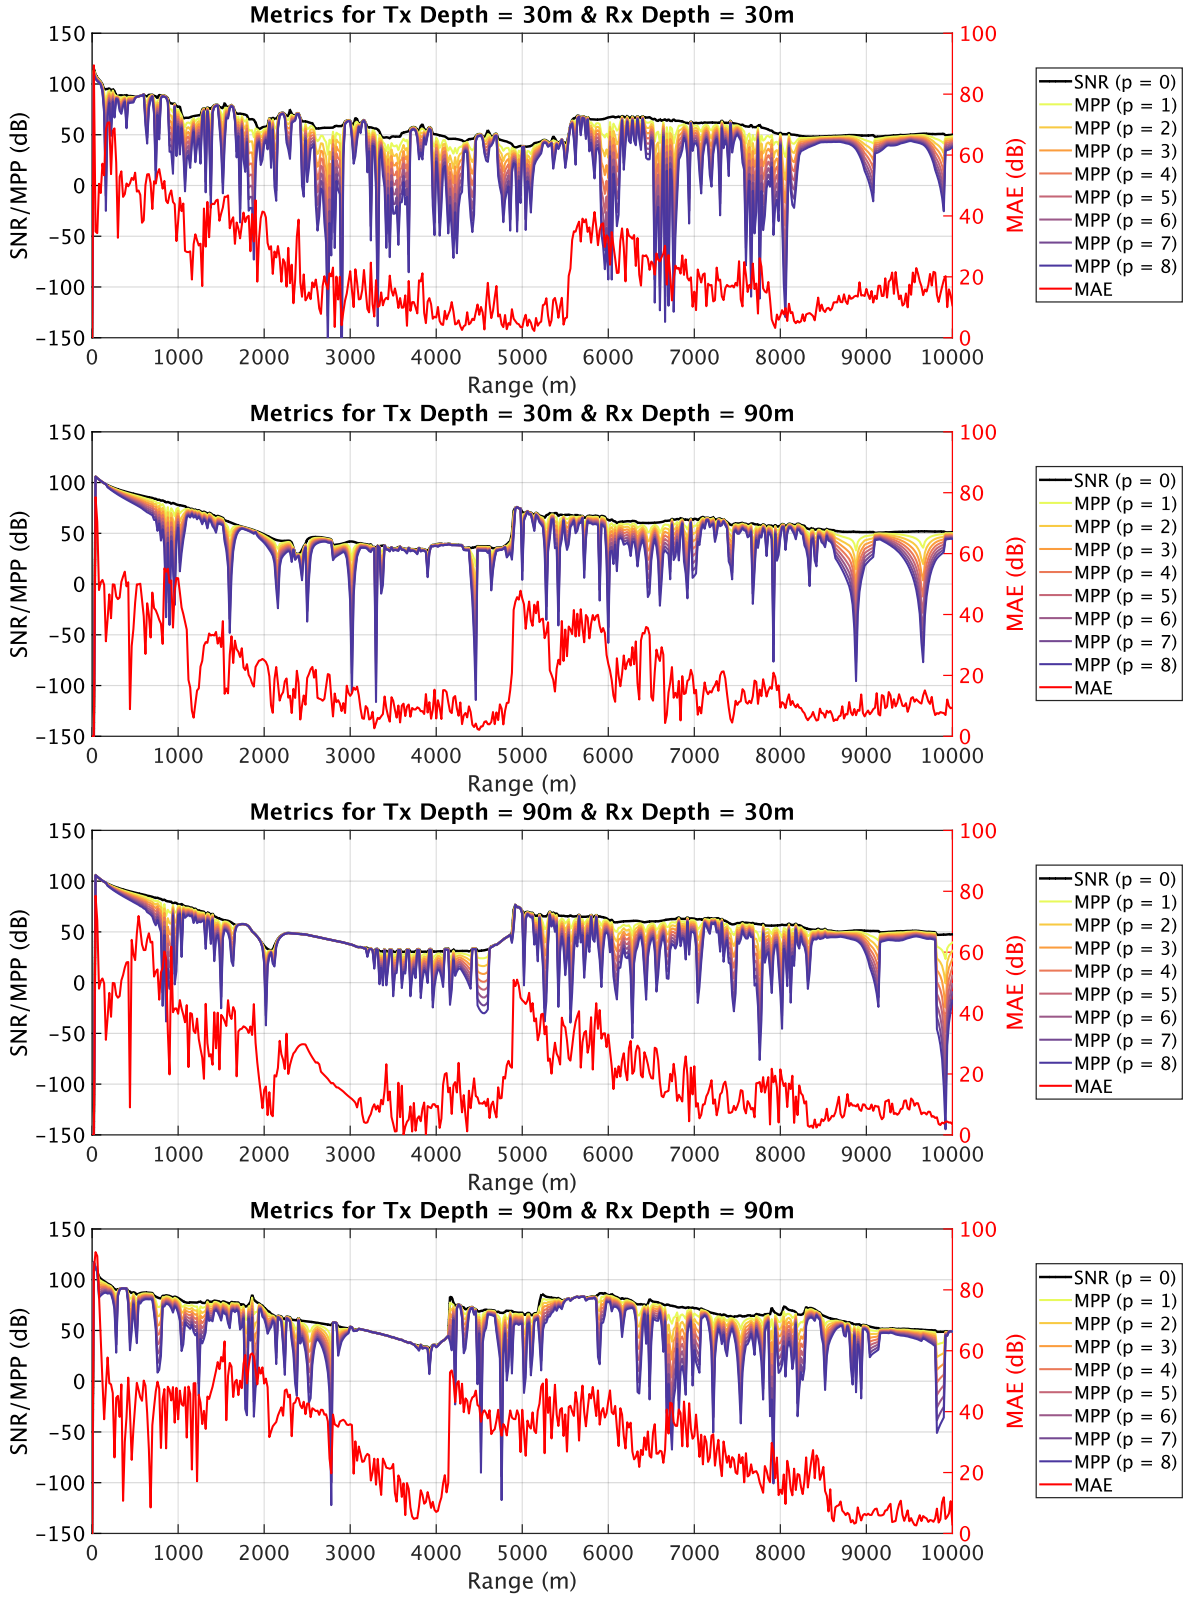 Metrics for Tx Depth = 30m & Rx Depth = 30m
150
100
50
0
−50
−100
−150
SNR/MPP (dB)
100
80
60
40
20
0
MAE (dB)
0 1000 2000 3000 4000 5000 6000 7000 8000 9000 10000
Range (m)
SNR (p = 0)
MPP (p = 1)
MPP (p = 2)
MPP (p = 3)
MPP (p = 4)
MPP (p = 5)
MPP (p = 6)
MPP (p = 7)
MPP (p = 8)
MAE
Metrics for Tx Depth = 30m & Rx Depth = 90m
150
100
50
0
−50
−100
−150
SNR/MPP (dB)
100
80
60
40
20
0
MAE (dB)
0 1000 2000 3000 4000 5000 6000 7000 8000 9000 10000
Range (m)
SNR (p = 0)
MPP (p = 1)
MPP (p = 2)
MPP (p = 3)
MPP (p = 4)
MPP (p = 5)
MPP (p = 6)
MPP (p = 7)
MPP (p = 8)
MAE
Metrics for Tx Depth = 90m & Rx Depth = 30m
150
100
50
0
−50
−100
−150
SNR/MPP (dB)
100
80
60
40
20
0
MAE (dB)
0 1000 2000 3000 4000 5000 6000 7000 8000 9000 10000
Range (m)
SNR (p = 0)
MPP (p = 1)
MPP (p = 2)
MPP (p = 3)
MPP (p = 4)
MPP (p = 5)
MPP (p = 6)
MPP (p = 7)
MPP (p = 8)
MAE
Metrics for Tx Depth = 90m & Rx Depth = 90m
150
100
50
0
−50
−100
−150
SNR/MPP (dB)
100
80
60
40
20
0
MAE (dB)
0 1000 2000 3000 4000 5000 6000 7000 8000 9000 10000
Range (m)
SNR (p = 0)
MPP (p = 1)
MPP (p = 2)
MPP (p = 3)
MPP (p = 4)
MPP (p = 5)
MPP (p = 6)
MPP (p = 7)
MPP (p = 8)
MAE